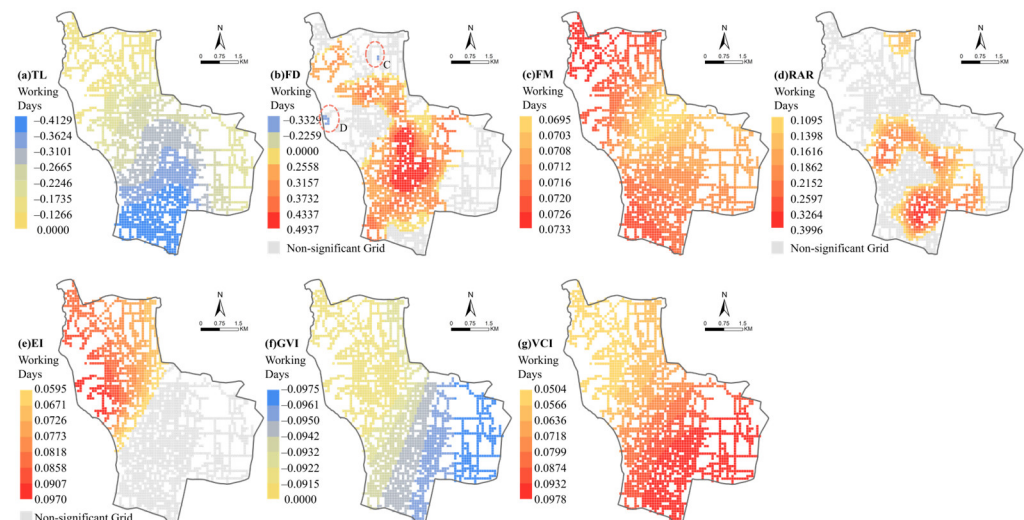 N
0 0.75 1.5
KM
(a)TL
Working
Days
−0.4129
−0.3624
−0.3101
−0.2665
−0.2246
−0.1735
−0.1266
0.0000
N
0 0.75 1.5
KM
C
D
(b)FD
Working
Days
−0.3329
−0.2259
0.0000
0.2558
0.3157
0.3732
0.4337
0.4937
Non-significant Grid
N
0 0.75 1.5
KM
(c)FM
Working
Days
0.0695
0.0703
0.0708
0.0712
0.0716
0.0720
0.0726
0.0733
N
0 0.75 1.5
KM
(d)RAR
Working
Days
0.1095
0.1398
0.1616
0.1862
0.2152
0.2597
0.3264
0.3996
Non-significant Grid
N
0 0.75 1.5
KM
(e)EI
Working
Days
0.0595
0.0671
0.0726
0.0773
0.0818
0.0858
0.0907
0.0970
Non-significant Grid
N
0 0.75 1.5
KM
(f)GVI
Working
Days
−0.0975
−0.0961
−0.0950
−0.0942
−0.0932
−0.0922
−0.0915
0.0000
N
0 0.75 1.5
KM
(g)VCI
Working
Days
0.0504
0.0566
0.0636
0.0718
0.0799
0.0874
0.0932
0.0978